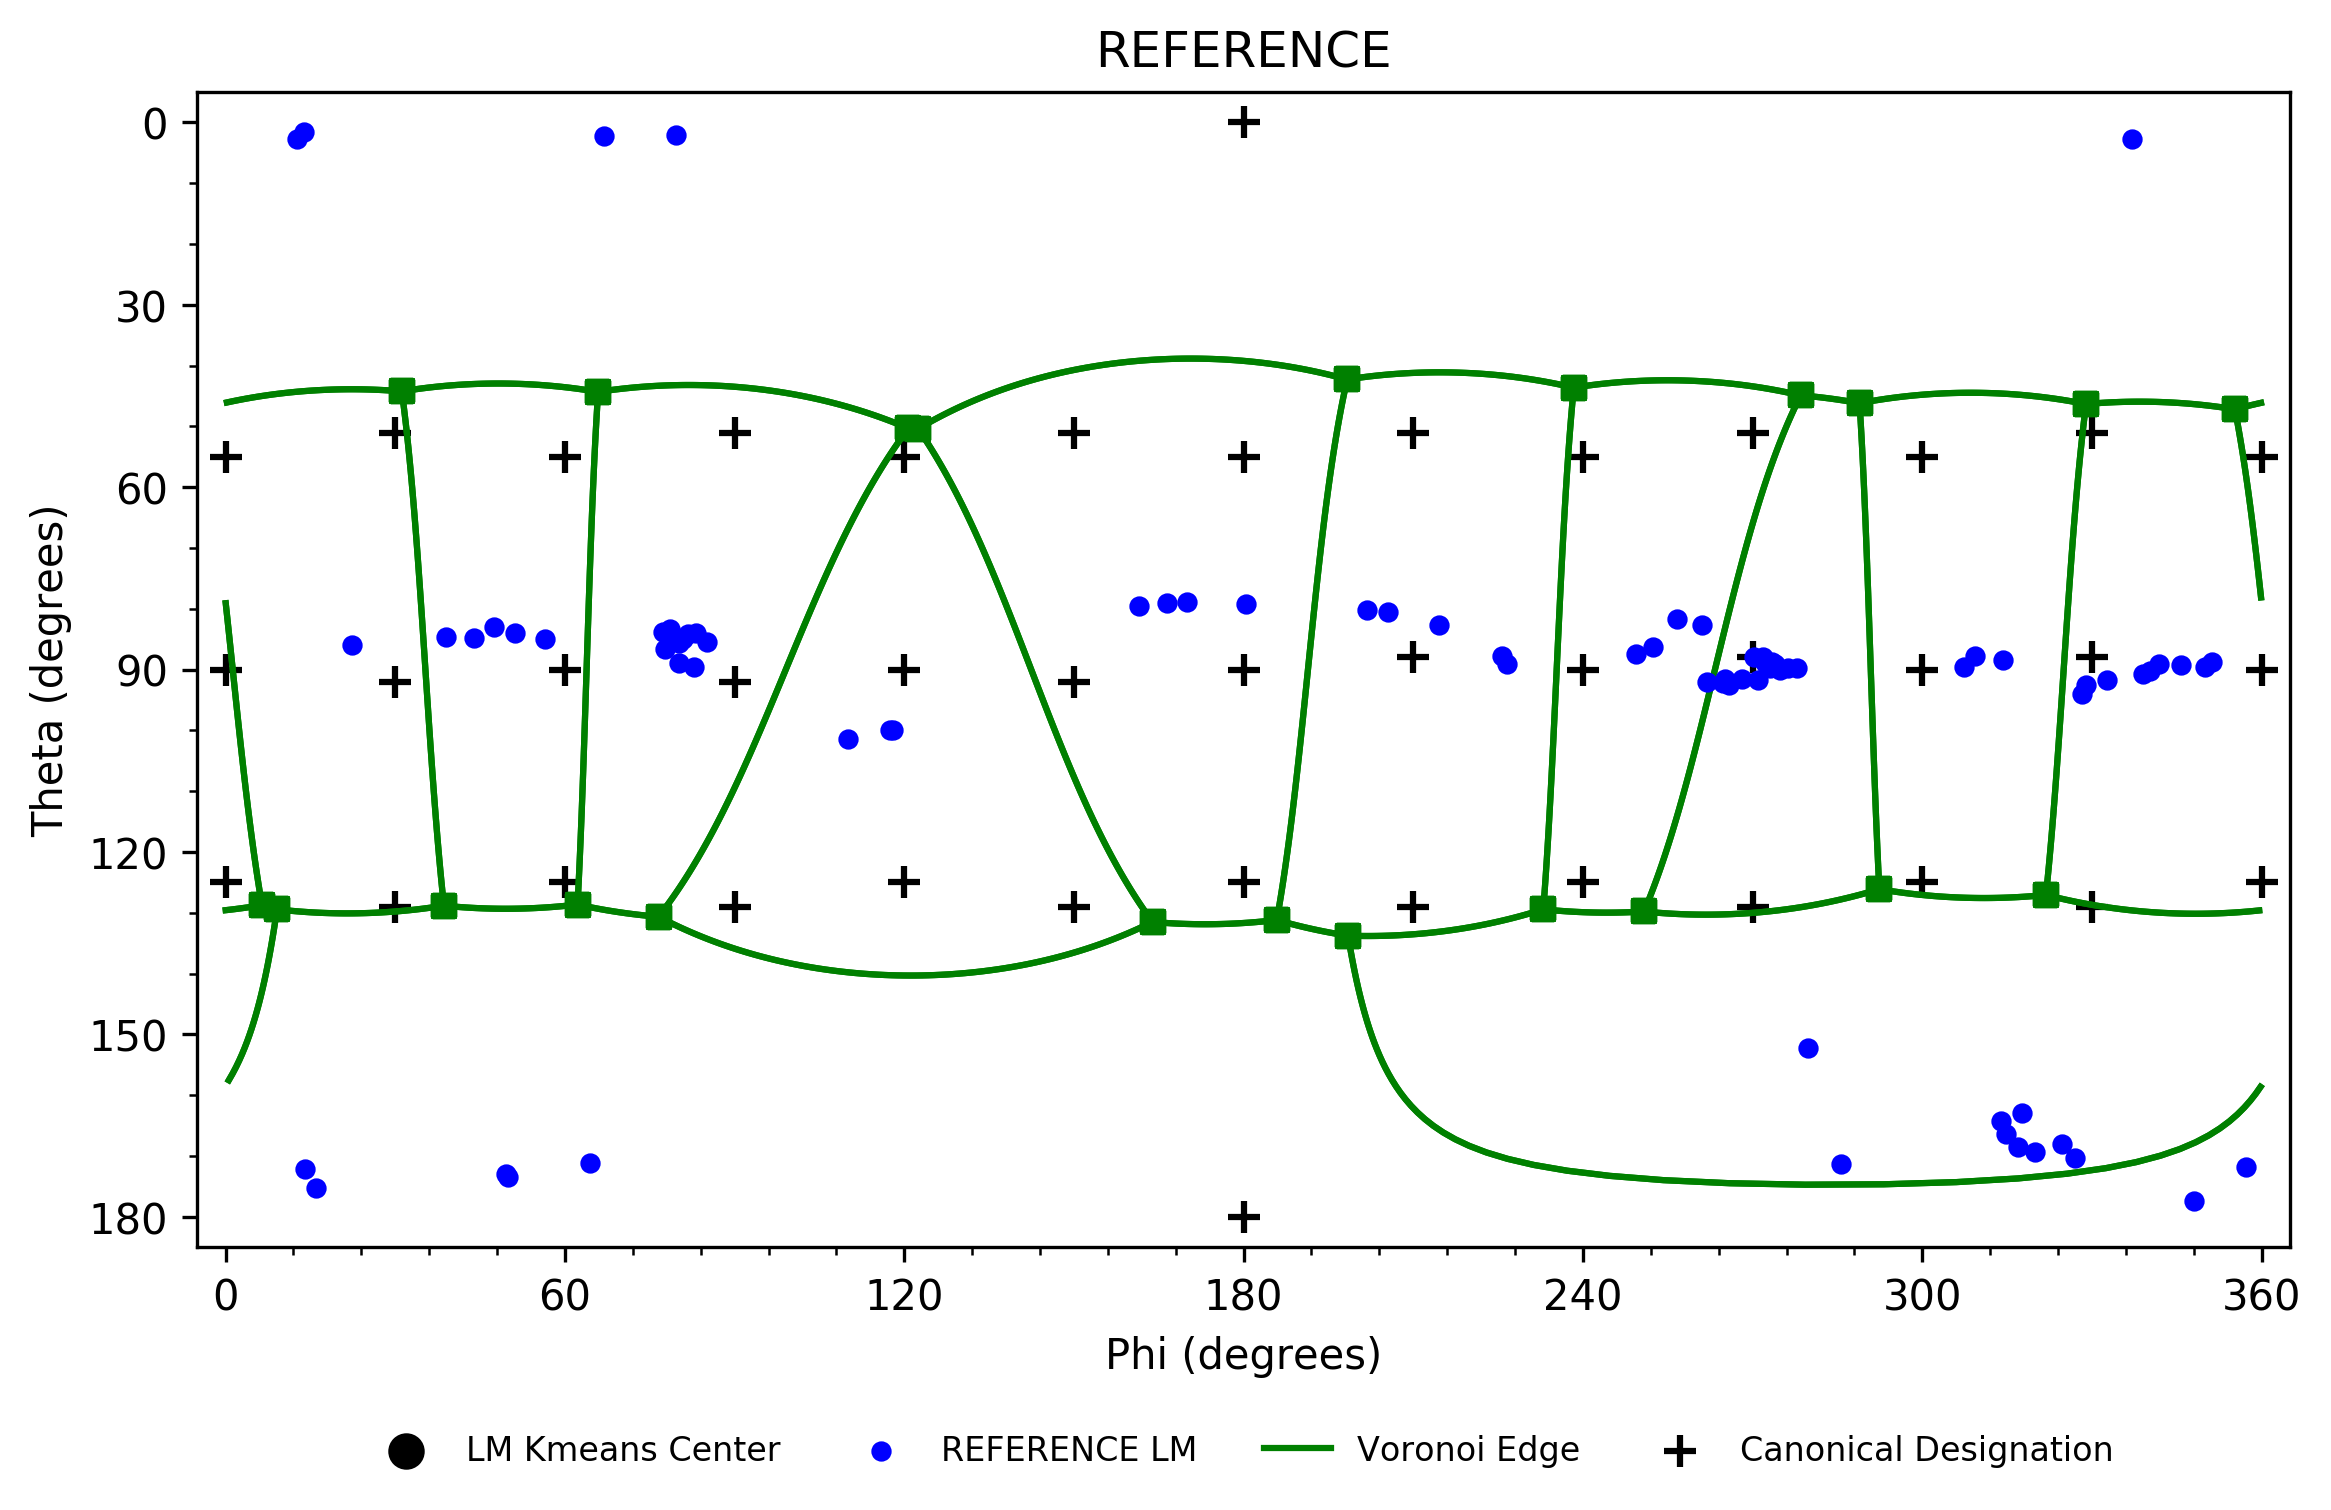 REFERENCE
Theta (degrees)
0
30
60
90
120
150
180
0 60 120 180 240 300 360
Phi (degrees)
LM Kmeans Center REFERENCE LM Voronoi Edge Canonical Designation